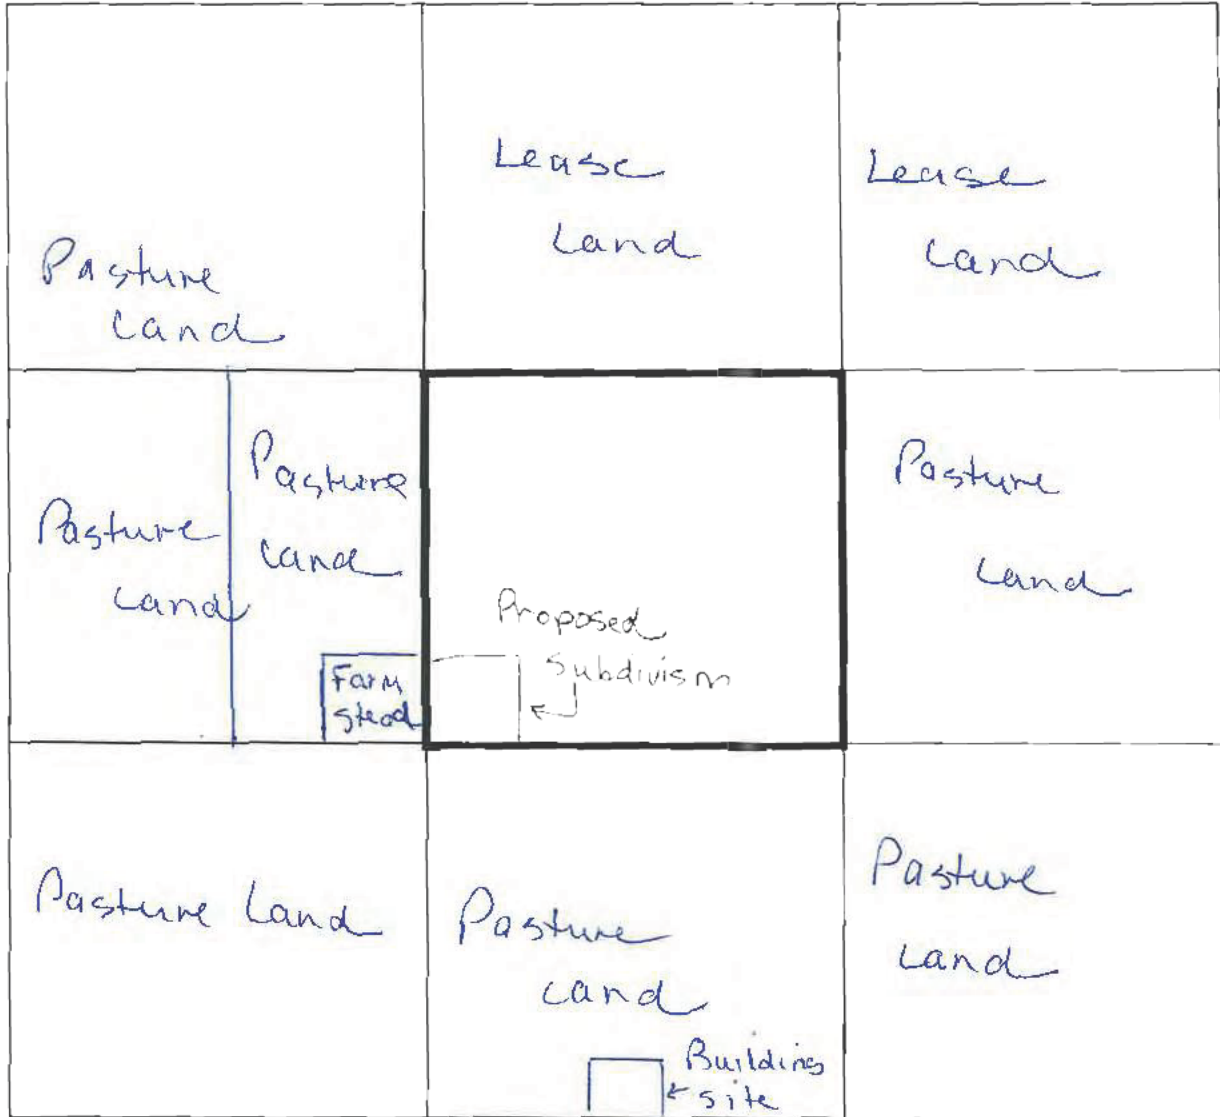 Lease
Land
Lease
Land
Pasture
Land
Pasture
Land
Pasture
Land
Pasture
Land
Proposed
Subdivision
Farm
Stead
Pasture Land
Pasture
Land
Pasture
Land
Building
Site